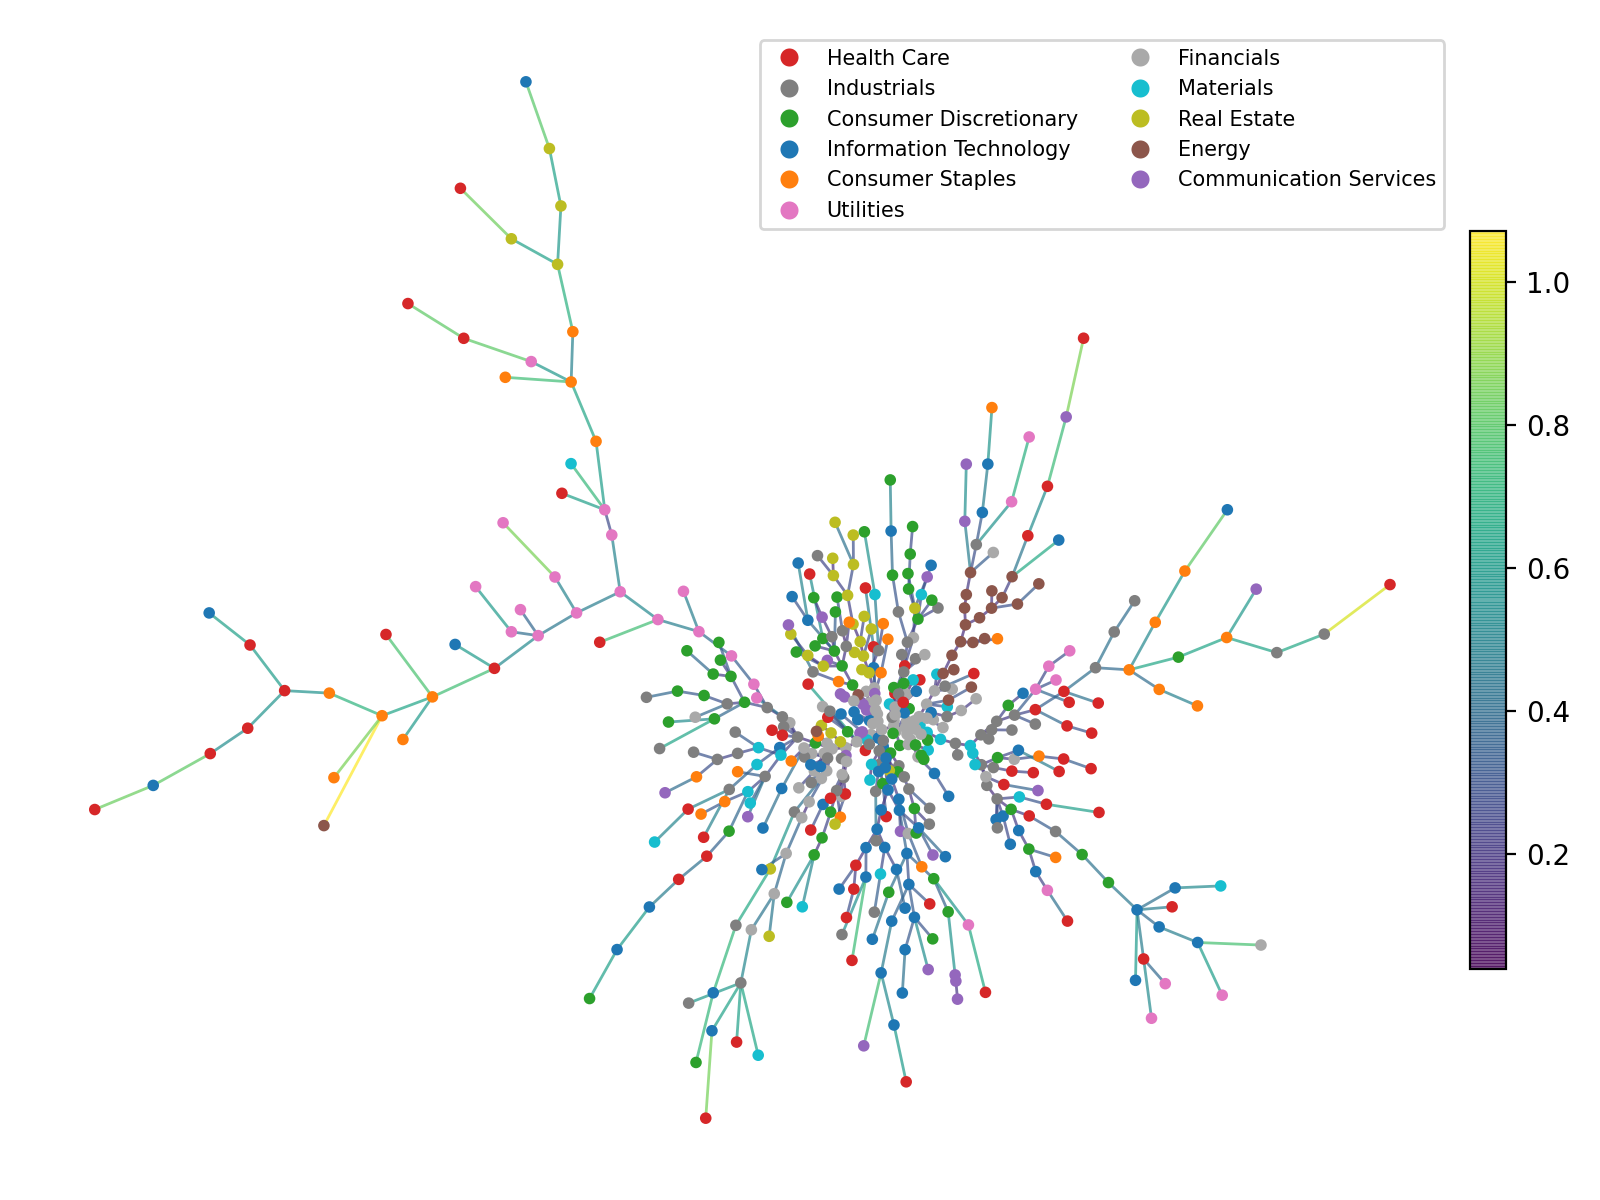 Health Care
Industrials
Consumer Discretionary
Information Technology
Consumer Staples
Utilities
Financials
Materials
Real Estate
Energy
Communication Services
1.0
0.8
0.6
0.4
0.2